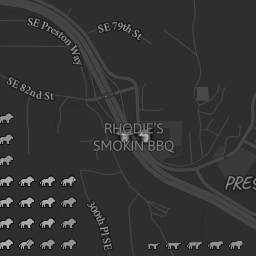 SE Preston Way
SE 79th St
SE 82nd St
RHODIE'S
SMOKIN BBQ
PRES
300th Pl SE